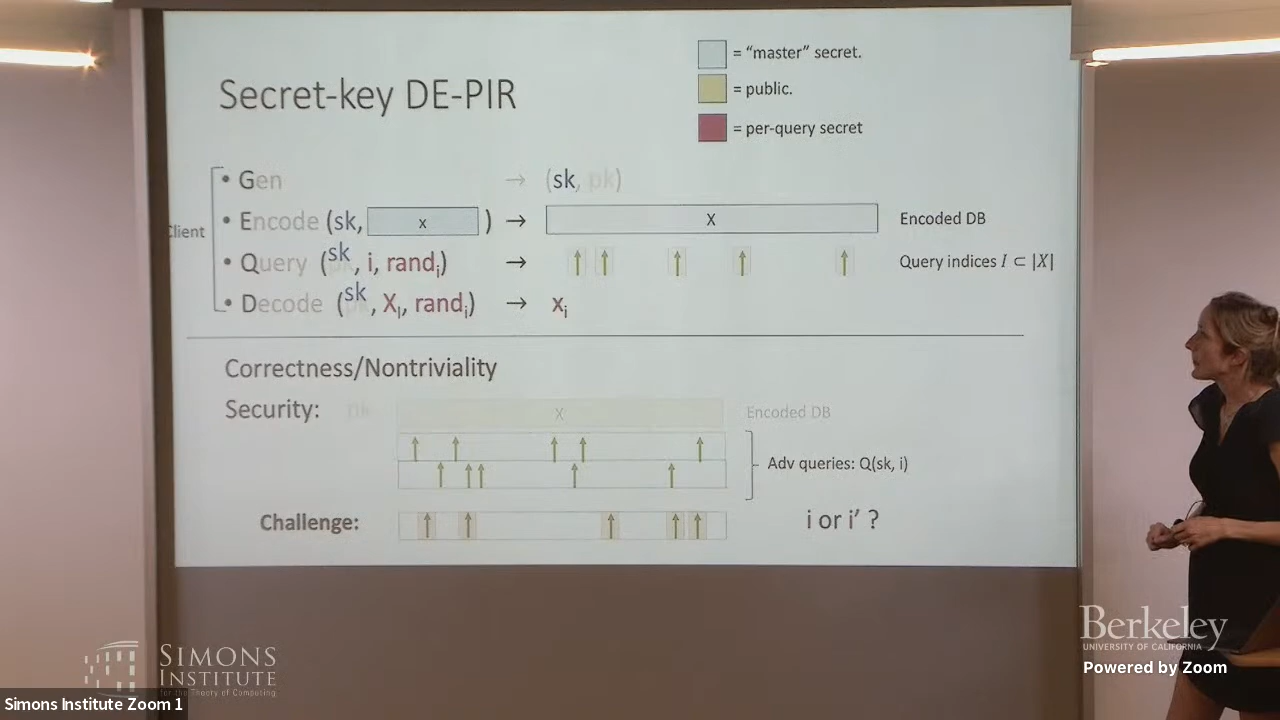 = “master” secret.
Secret-key DE-PIR
= public.
= per-query secret
• Gen → (sk, pk)
Client
• Encode (sk, x ) → X Encoded DB
• Query (sk, i, randᵢ) → Query indices I ⊂ |X|
• Decode (sk, X_I, randᵢ) → xᵢ
Correctness/Nontriviality
Security: pk X Encoded DB
Adv queries: Q(sk, i)
Challenge: i or i’ ?
SIMONS
INSTITUTE
for the Theory of Computing
Berkeley
UNIVERSITY OF CALIFORNIA
Powered by Zoom
Simons Institute Zoom 1